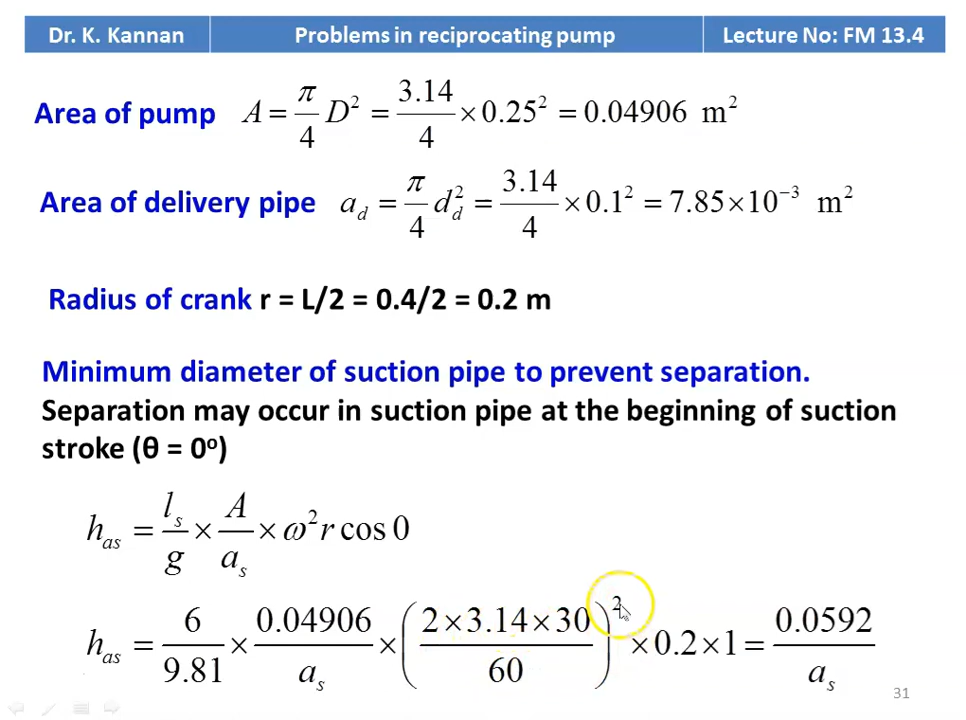 Dr. K. Kannan Problems in reciprocating pump Lecture No: FM 13.4
Area of pump A = π/4 D² = 3.14/4 × 0.25² = 0.04906 m²
Area of delivery pipe a_d = π/4 d_d² = 3.14/4 × 0.1² = 7.85×10⁻³ m²
Radius of crank r = L/2 = 0.4/2 = 0.2 m
Minimum diameter of suction pipe to prevent separation.
Separation may occur in suction pipe at the beginning of suction
stroke (θ = 0º)
h_as = l_s/g × A/a_s × ω² r cos 0
h_as = 6/9.81 × 0.04906/a_s × (2×3.14×30/60)² × 0.2×1 = 0.0592/a_s
31